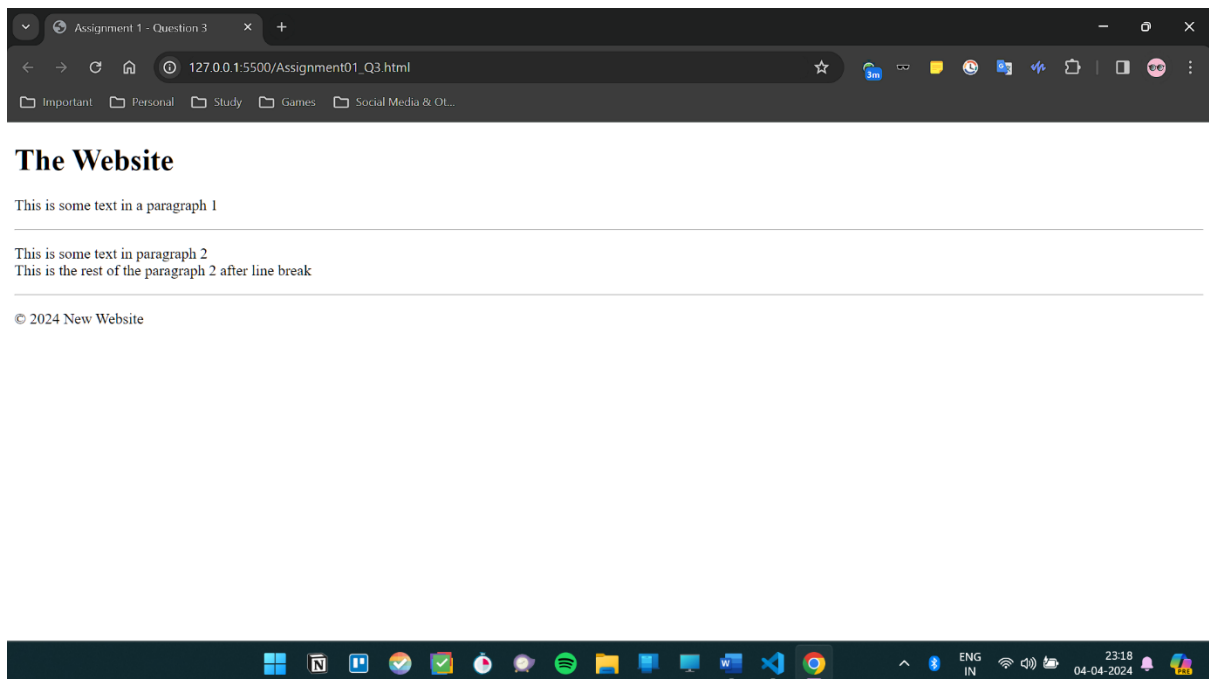 Assignment 1 - Question 3
127.0.0.1:5500/Assignment01_Q3.html
3m
Important Personal Study Games Social Media & Ot...
The Website
This is some text in a paragraph 1
This is some text in paragraph 2
This is the rest of the paragraph 2 after line break
© 2024 New Website
ENG 23:18
IN 04-04-2024
PRE